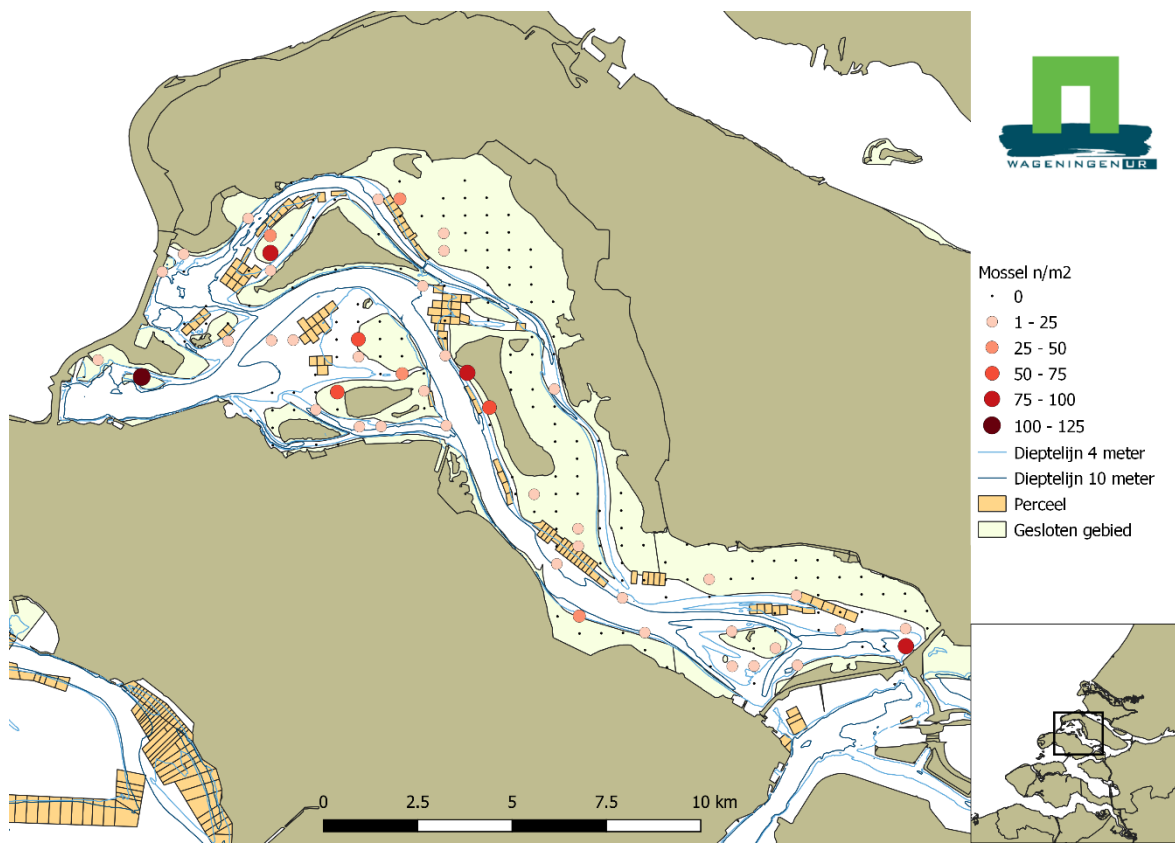 WAGENINGEN UR
Mossel n/m2
0
1 - 25
25 - 50
50 - 75
75 - 100
100 - 125
Dieptelijn 4 meter
Dieptelijn 10 meter
Perceel
Gesloten gebied
0 2.5 5 7.5 10 km